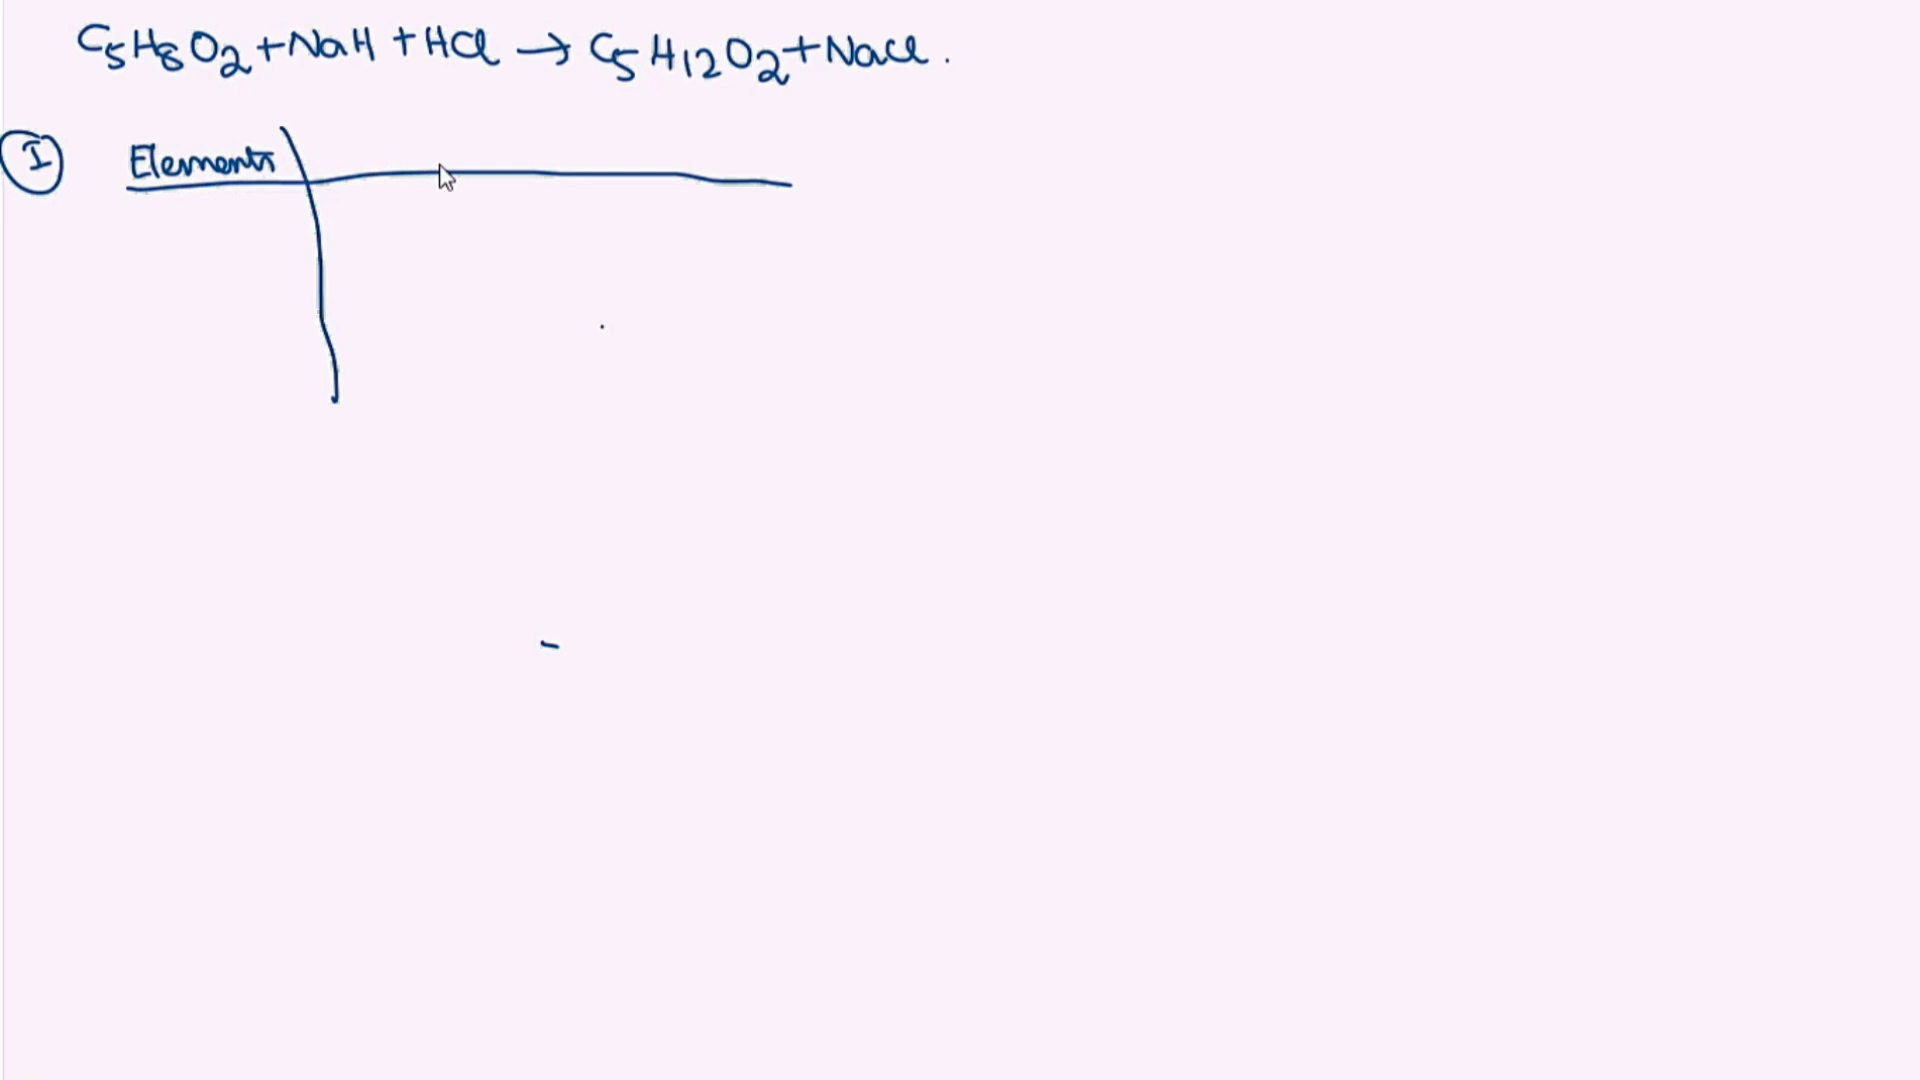 C₅H₈O₂ + NaH + HCl → C₅H₁₂O₂ + NaCl.
I Elements